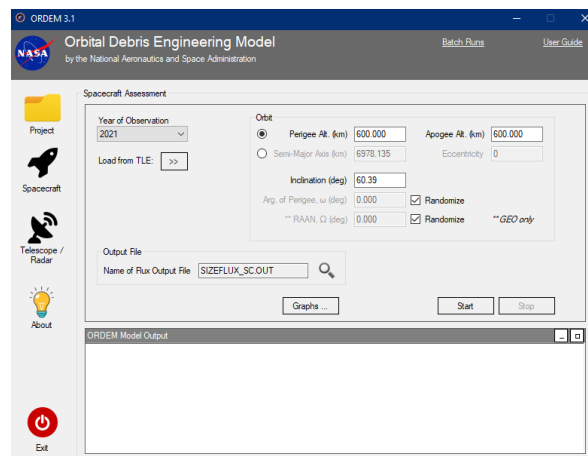 ORDEM 3.1
NASA
Orbital Debris Engineering Model
by the National Aeronautics and Space Administration
Batch Runs
User Guide
Project
Spacecraft
Telescope /
Radar
About
Exit
Spacecraft Assessment
Year of Observation
2021
Load from TLE:
>>
Orbit
Perigee Alt. (km) 600.000 Apogee Alt. (km) 600.000
Semi-Major Axis (km) 6978.135 Eccentricity 0
Inclination (deg) 60.39
Arg. of Perigee, ω (deg) 0.000 Randomize
** RAAN, Ω (deg) 0.000 Randomize **GEO only
Output File
Name of Flux Output File SIZEFLUX_SC.OUT
Graphs ... Start Stop
ORDEM Model Output